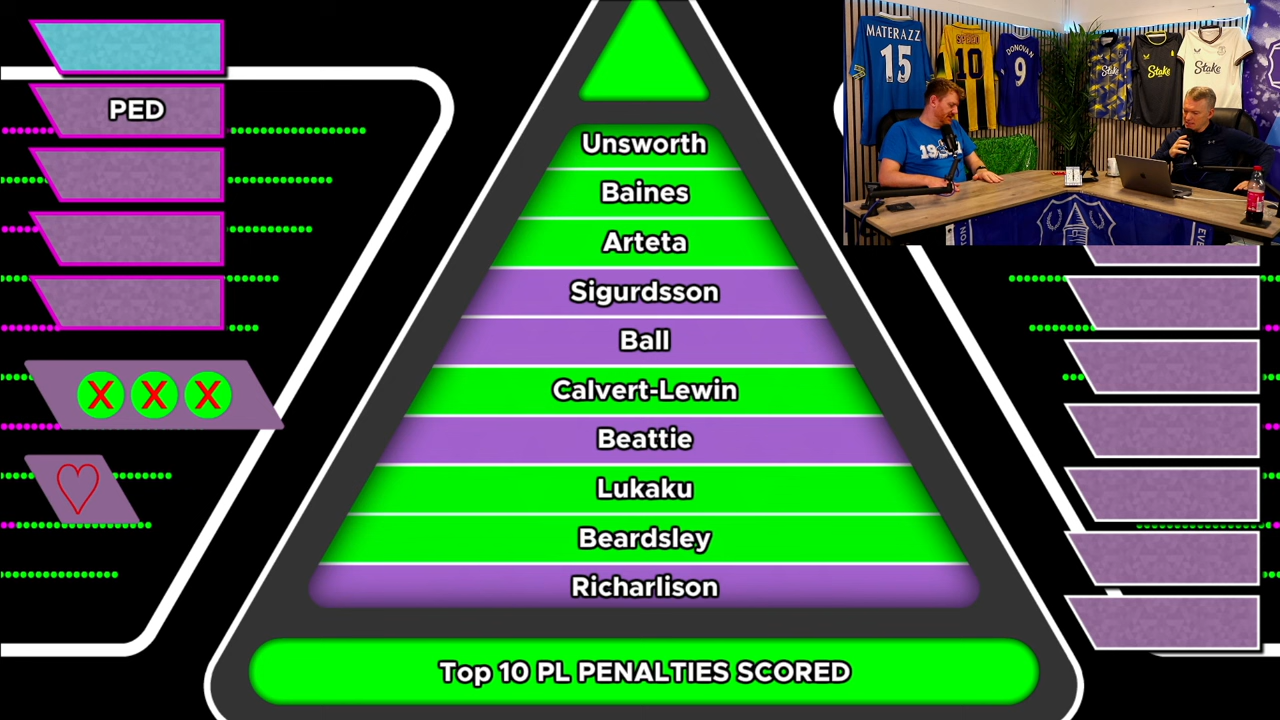 PED
X X X
Unsworth
Baines
Arteta
Sigurdsson
Ball
Calvert-Lewin
Beattie
Lukaku
Beardsley
Richarlison
Top 10 PL PENALTIES SCORED
MATERAZZ
15
10
DONOVAN
9
Stake
Stake
Stake